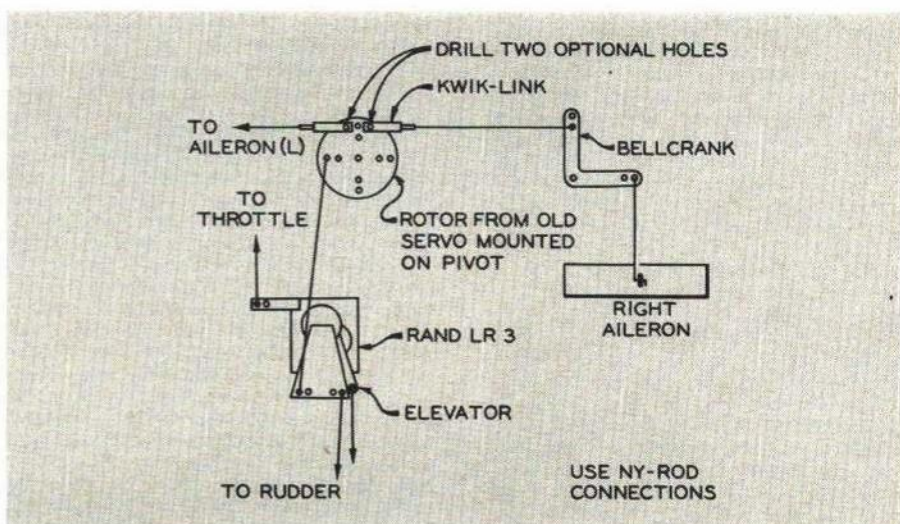 DRILL TWO OPTIONAL HOLES
KWIK-LINK
TO
AILERON (L)
BELLCRANK
TO
THROTTLE
ROTOR FROM OLD
SERVO MOUNTED
ON PIVOT
RIGHT
AILERON
RAND LR 3
ELEVATOR
TO RUDDER
USE NY-ROD
CONNECTIONS